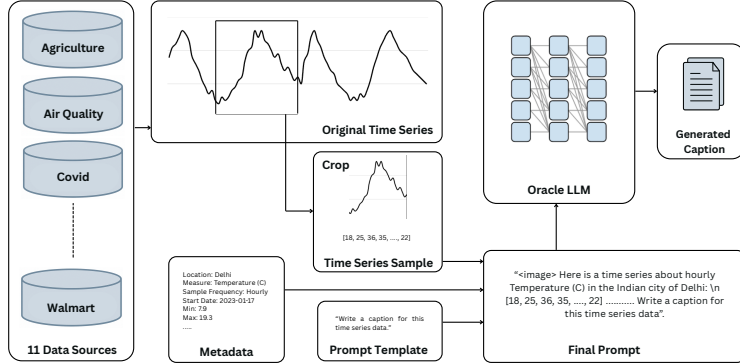 Agriculture
Air Quality
Covid
Walmart
11 Data Sources
Original Time Series
Crop
[18, 25, 36, 35, ...., 22]
Time Series Sample
Location: Delhi
Measure: Temperature (C)
Sample Frequency: Hourly
Start Date: 2023-01-17
Min: 7.9
Max: 19.3
.....
Metadata
"Write a caption for this
time series data."
Prompt Template
Oracle LLM
Generated
Caption
"<image> Here is a time series about hourly
Temperature (C) in the Indian city of Delhi: \n
[18, 25, 36, 35, ...., 22] ........... Write a caption for
this time series data".
Final Prompt